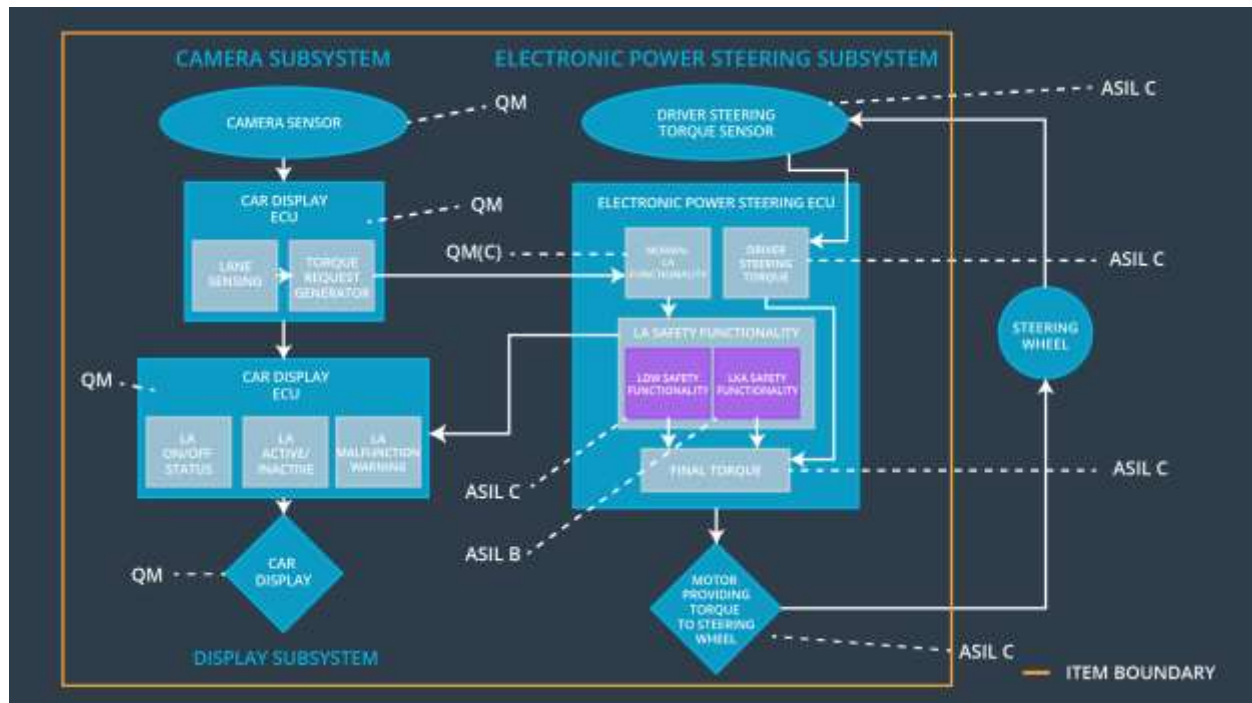 CAMERA SUBSYSTEM
ELECTRONIC POWER STEERING SUBSYSTEM
QM
ASIL C
CAMERA SENSOR
DRIVER STEERING
TORQUE SENSOR
CAR DISPLAY
ECU
QM
ELECTRONIC POWER STEERING ECU
LANE
SENSING
TORQUE
REQUEST
GENERATOR
QM(C)
LA
FUNCTIONALITY
DRIVER
STEERING
TORQUE
ASIL C
LA SAFETY FUNCTIONALITY
STEERING
WHEEL
CAR DISPLAY
ECU
QM
LDW SAFETY
FUNCTIONALITY
LKA SAFETY
FUNCTIONALITY
LA
ON/OFF
STATUS
LA
ACTIVE/
INACTIVE
LA
MALFUNCTION
WARNING
FINAL TORQUE
ASIL C
ASIL C
ASIL B
QM
CAR
DISPLAY
MOTOR
PROVIDING
TORQUE
TO STEERING
WHEEL
DISPLAY SUBSYSTEM
ASIL C
ITEM BOUNDARY